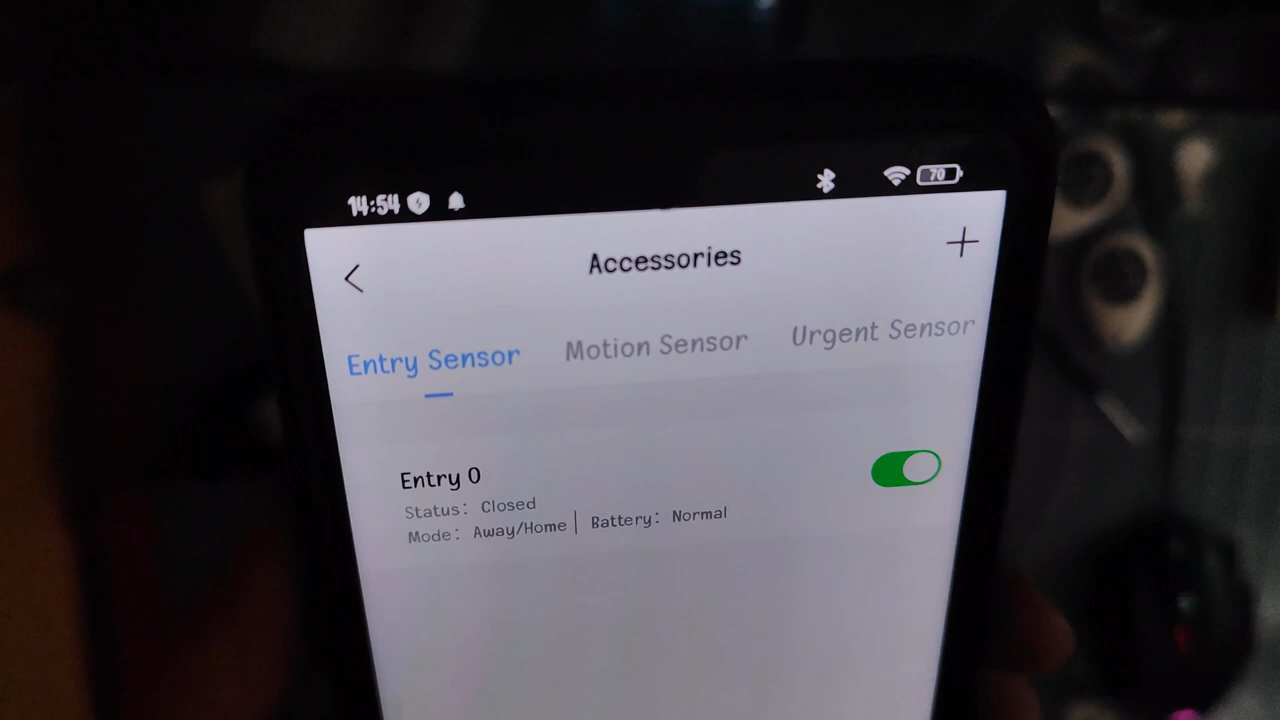 14:54
70
Accessories
Entry Sensor Motion Sensor Urgent Sensor
Entry 0
Status: Closed
Mode: Away/Home | Battery: Normal